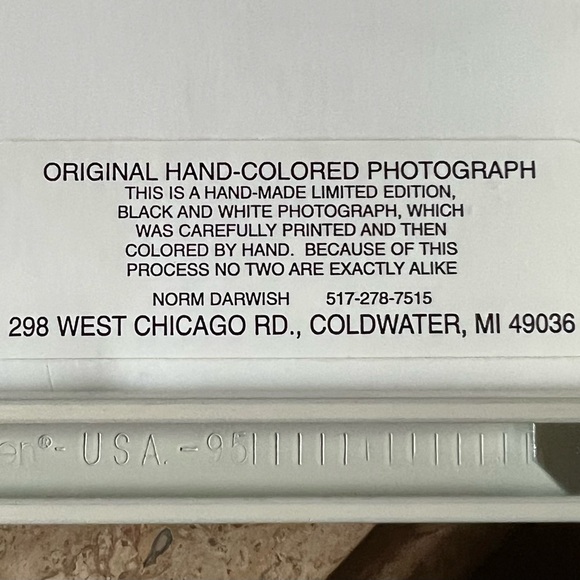 ORIGINAL HAND-COLORED PHOTOGRAPH
THIS IS A HAND-MADE LIMITED EDITION,
BLACK AND WHITE PHOTOGRAPH, WHICH
WAS CAREFULLY PRINTED AND THEN
COLORED BY HAND. BECAUSE OF THIS
PROCESS NO TWO ARE EXACTLY ALIKE
NORM DARWISH 517-278-7515
298 WEST CHICAGO RD., COLDWATER, MI 49036
U.S.A. -95